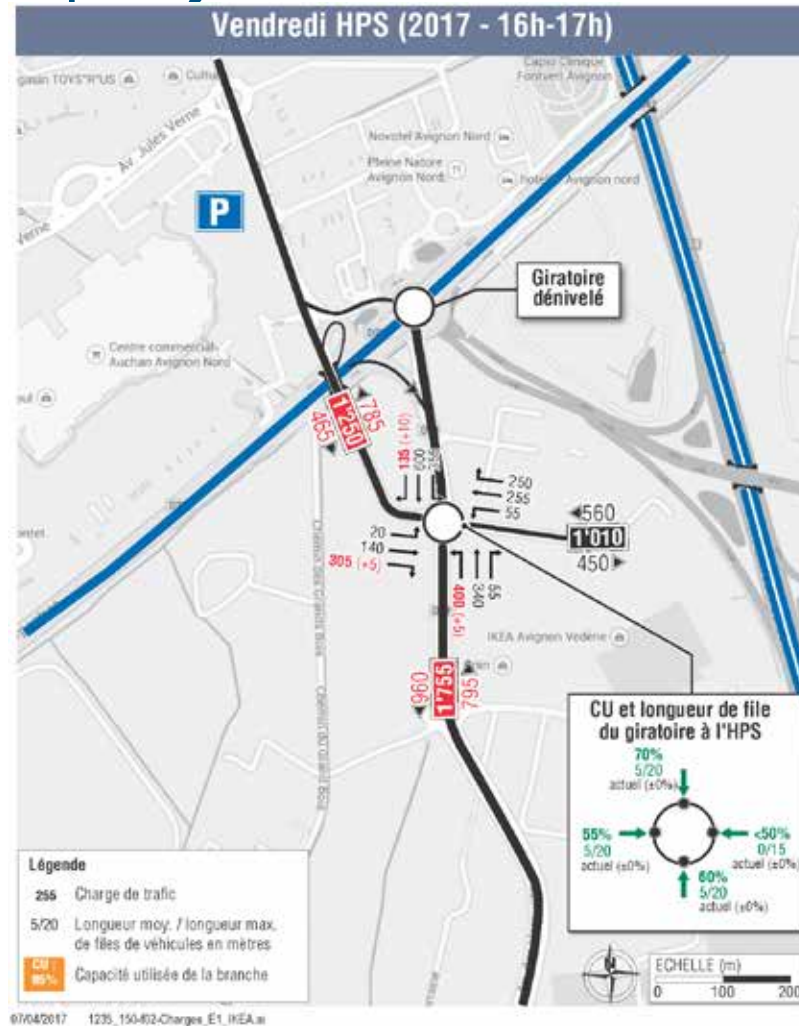 Vendredi HPS (2017 - 16h-17h)
TOYS"R"US
Cultu
Capio Clinique
Fontvert Avignon
Av. Jules Verne
Novotel Avignon Nord
Pleine Nature
Avignon Nord
Avignon nord
Verne
P
Giratoire
dénivelé
Centre commercial
Auchan Avignon Nord
785
1'250
465
135 (+10)
600
250
255
55
560
1'010
450
20
140
305 (+5)
400 (+5)
340
55
IKEA Avignon Vedène
960
1'755
795
CU et longueur de file
du giratoire à l'HPS
70%
5/20
actuel (±0%)
55%
5/20
actuel (±0%)
<50%
0/15
actuel (±0%)
60%
5/20
actuel (±0%)
Légende
255 Charge de trafic
5/20 Longueur moy. / longueur max.
de files de véhicules en mètres
CU :
85% Capacité utilisée de la branche
N
ECHELLE (m)
0 100 200
07/04/2017 1235_150-f02-Charges_E1_IKEA.ai